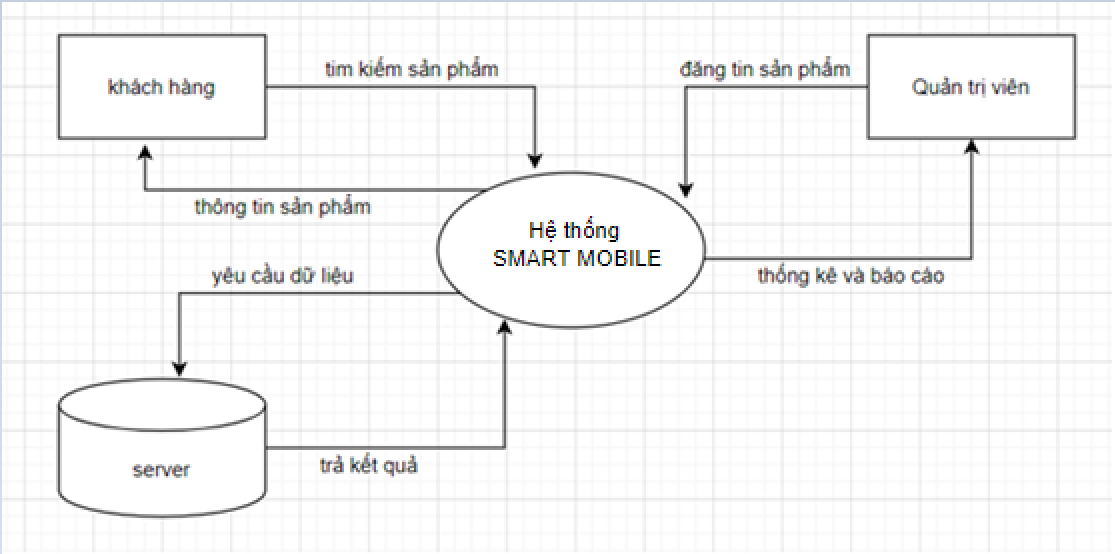 khách hàng
tim kiếm sản phẩm
đăng tin sản phẩm
Quản trị viên
thông tin sản phẩm
Hệ thống
SMART MOBILE
yêu cầu dữ liệu
thống kê và báo cáo
server
trả kết quả